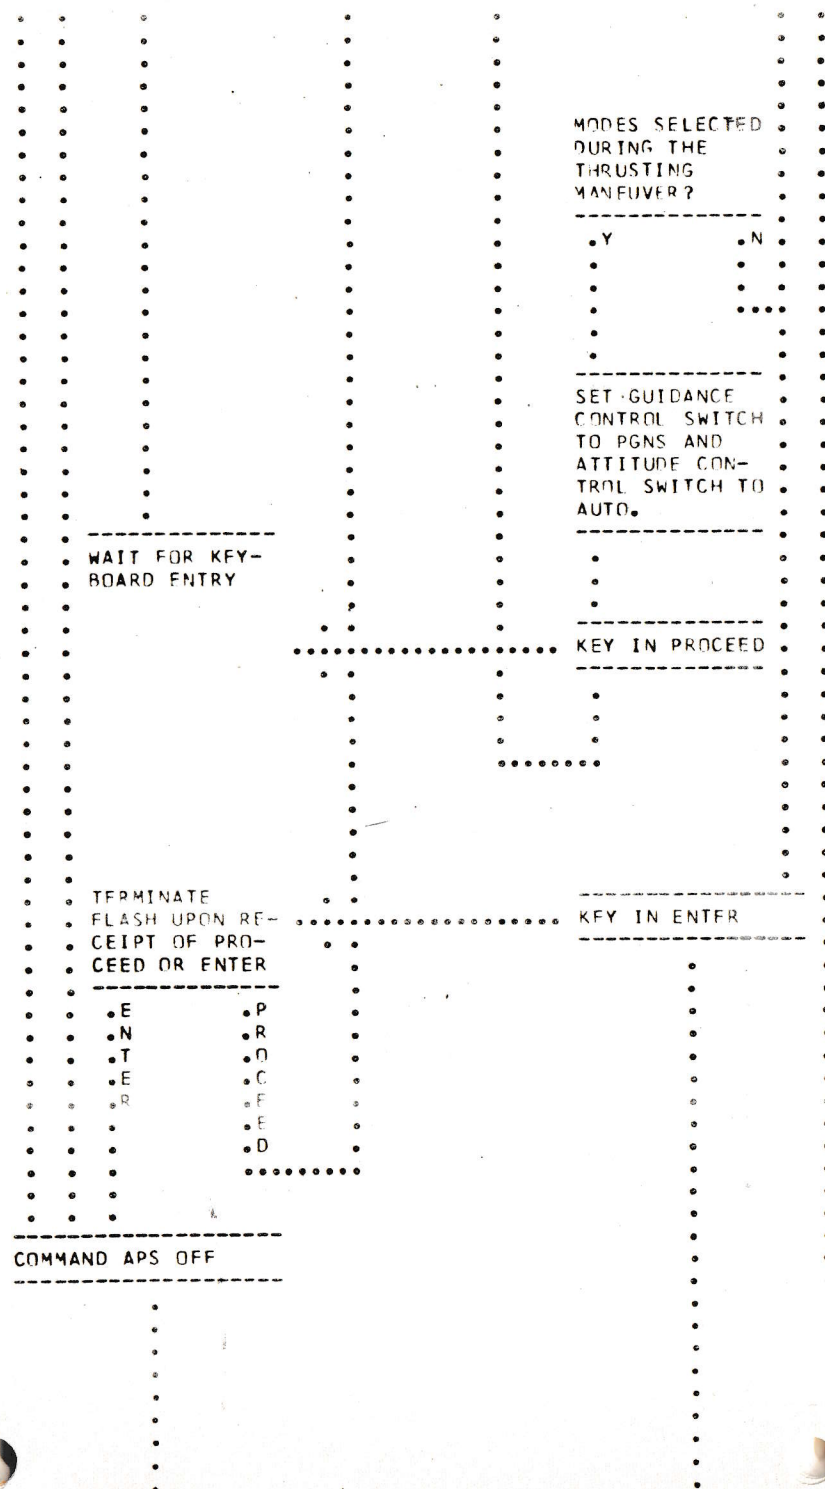 MODES SELECTED
DURING THE
THRUSTING
MANEUVER?
Y N
SET GUIDANCE
CONTROL SWITCH
TO PGNS AND
ATTITUDE CON-
TROL SWITCH TO
AUTO.
WAIT FOR KEY-
BOARD ENTRY
KEY IN PROCEED
TERMINATE
FLASH UPON RE-
CEIPT OF PRO-
CEED OR ENTER
KEY IN ENTER
ENTER
PROCEED
COMMAND APS OFF